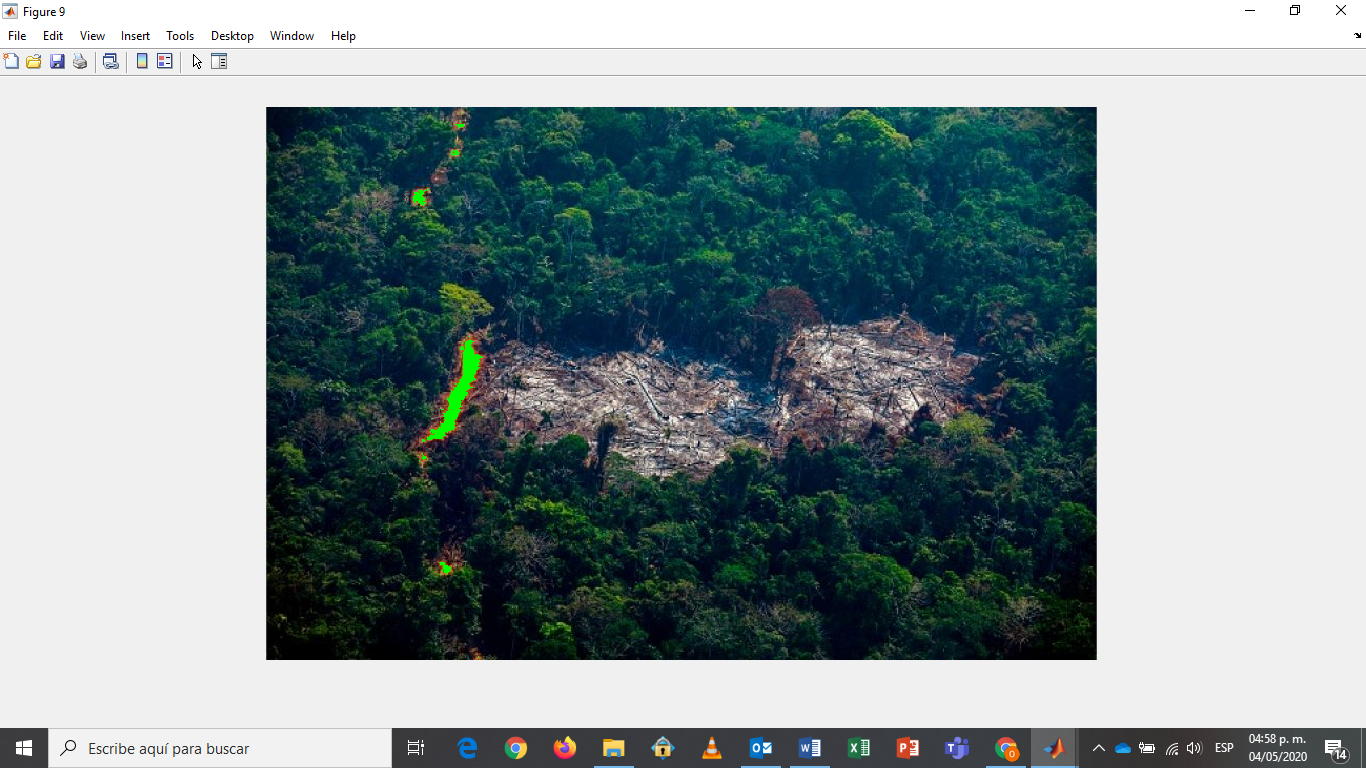 Figure 9
File Edit View Insert Tools Desktop Window Help
Escribe aquí para buscar
ESP
04:58 p. m.
04/05/2020
14